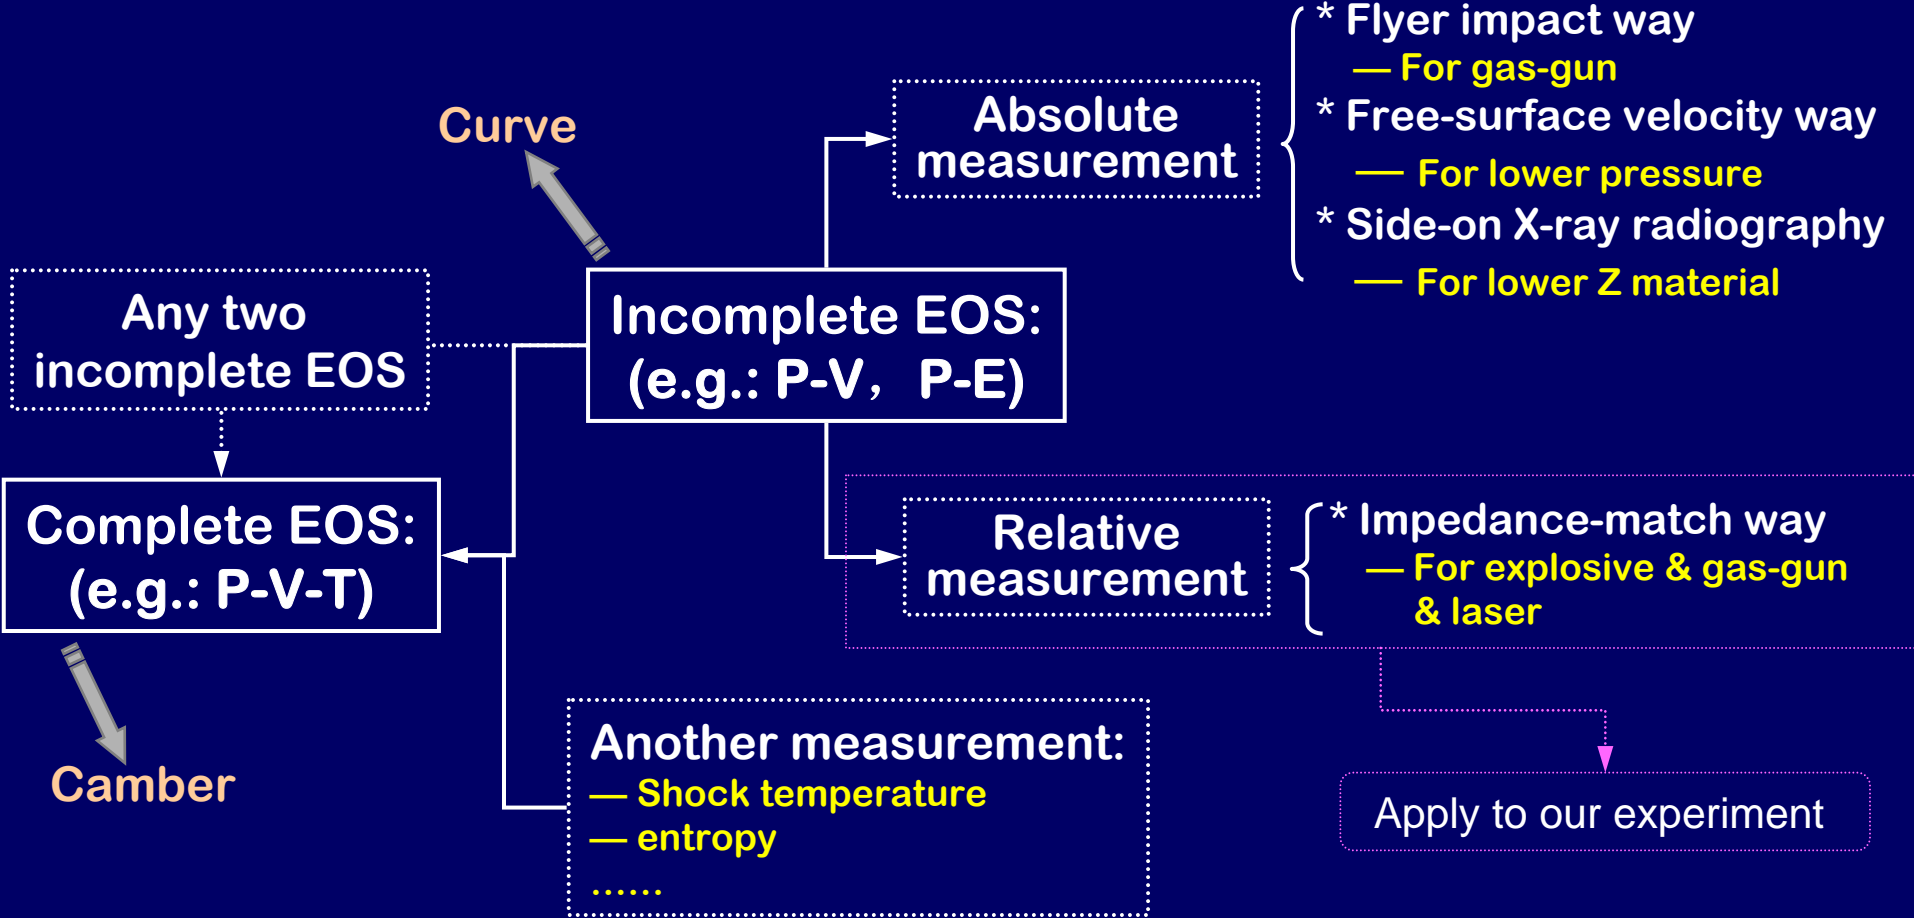 * Flyer impact way
— For gas-gun
* Free-surface velocity way
— For lower pressure
* Side-on X-ray radiography
— For lower Z material
Absolute
measurement
Curve
Any two
incomplete EOS
Incomplete EOS:
(e.g.: P-V，P-E)
Complete EOS:
(e.g.: P-V-T)
Relative
measurement
* Impedance-match way
— For explosive & gas-gun
& laser
Camber
Another measurement:
— Shock temperature
— entropy
......
Apply to our experiment